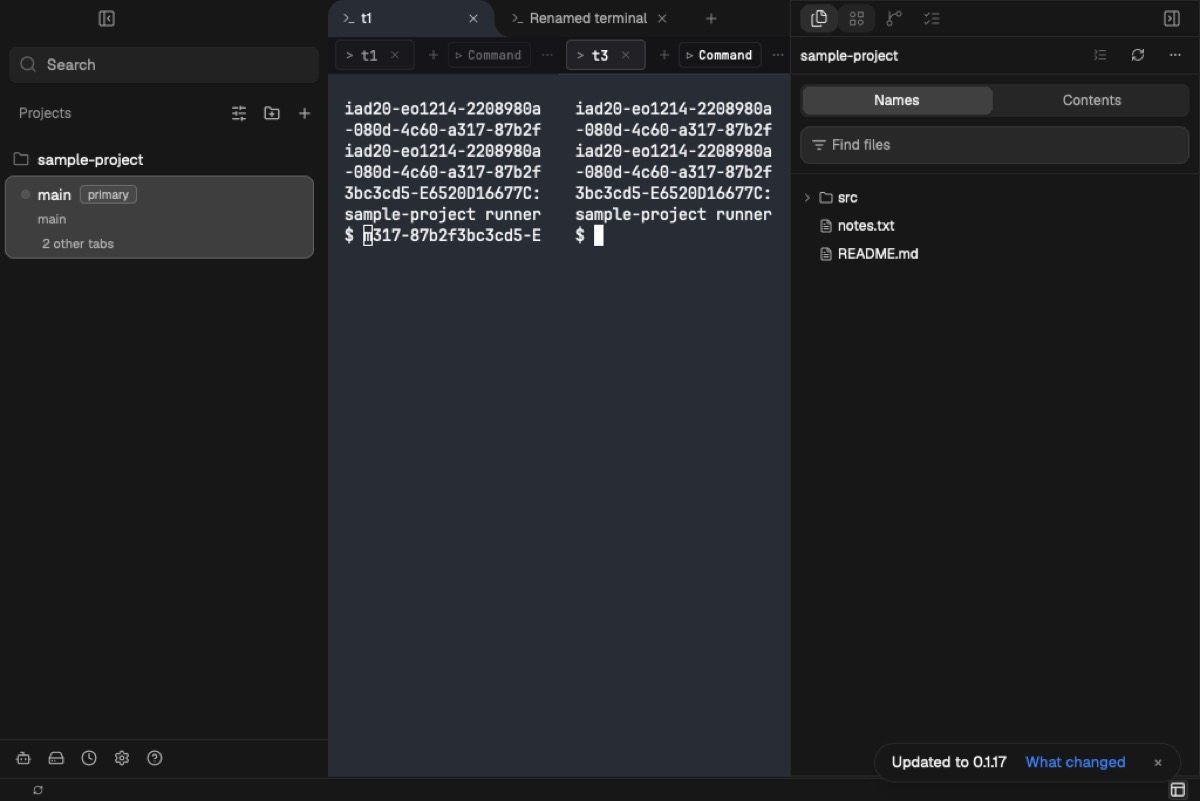 t1
Renamed terminal
Search
Projects
sample-project
main primary
main
2 other tabs
> t1
Command
> t3
Command
iad20-eo1214-2208980a
-080d-4c60-a317-87b2f
iad20-eo1214-2208980a
-080d-4c60-a317-87b2f
3bc3cd5-E6520D16677C:
sample-project runner
$ m317-87b2f3bc3cd5-E
iad20-eo1214-2208980a
-080d-4c60-a317-87b2f
iad20-eo1214-2208980a
-080d-4c60-a317-87b2f
3bc3cd5-E6520D16677C:
sample-project runner
$
sample-project
Names
Contents
Find files
src
notes.txt
README.md
Updated to 0.1.17 What changed